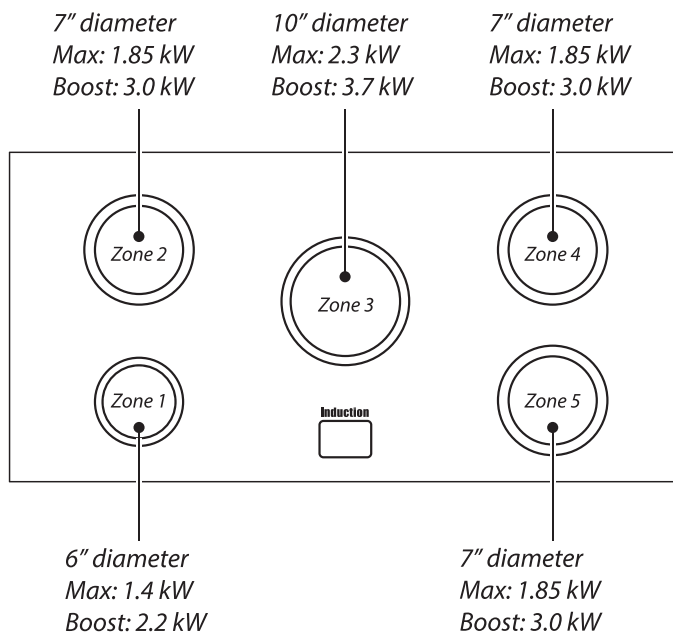 7″ diameter
Max: 1.85 kW
Boost: 3.0 kW
10″ diameter
Max: 2.3 kW
Boost: 3.7 kW
7″ diameter
Max: 1.85 kW
Boost: 3.0 kW
Zone 2
Zone 3
Zone 4
Zone 1
Induction
Zone 5
6″ diameter
Max: 1.4 kW
Boost: 2.2 kW
7″ diameter
Max: 1.85 kW
Boost: 3.0 kW